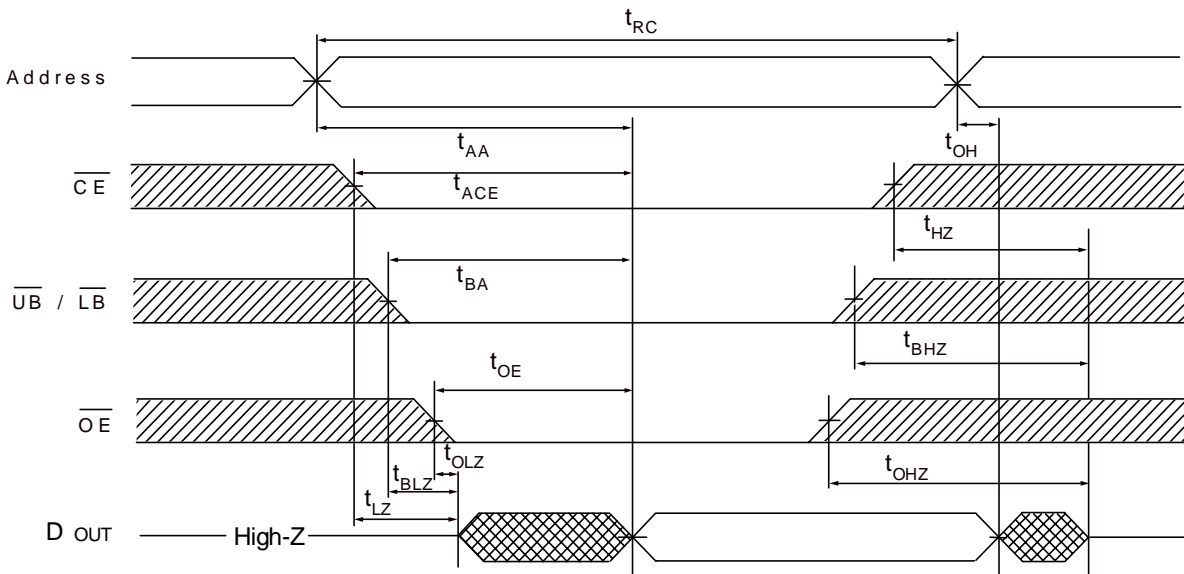 tRC
Address
tAA
tOH
CE
tACE
tHZ
UB / LB
tBA
tBHZ
tOE
OE
tOLZ
tBLZ
tOHZ
tLZ
D OUT
High-Z